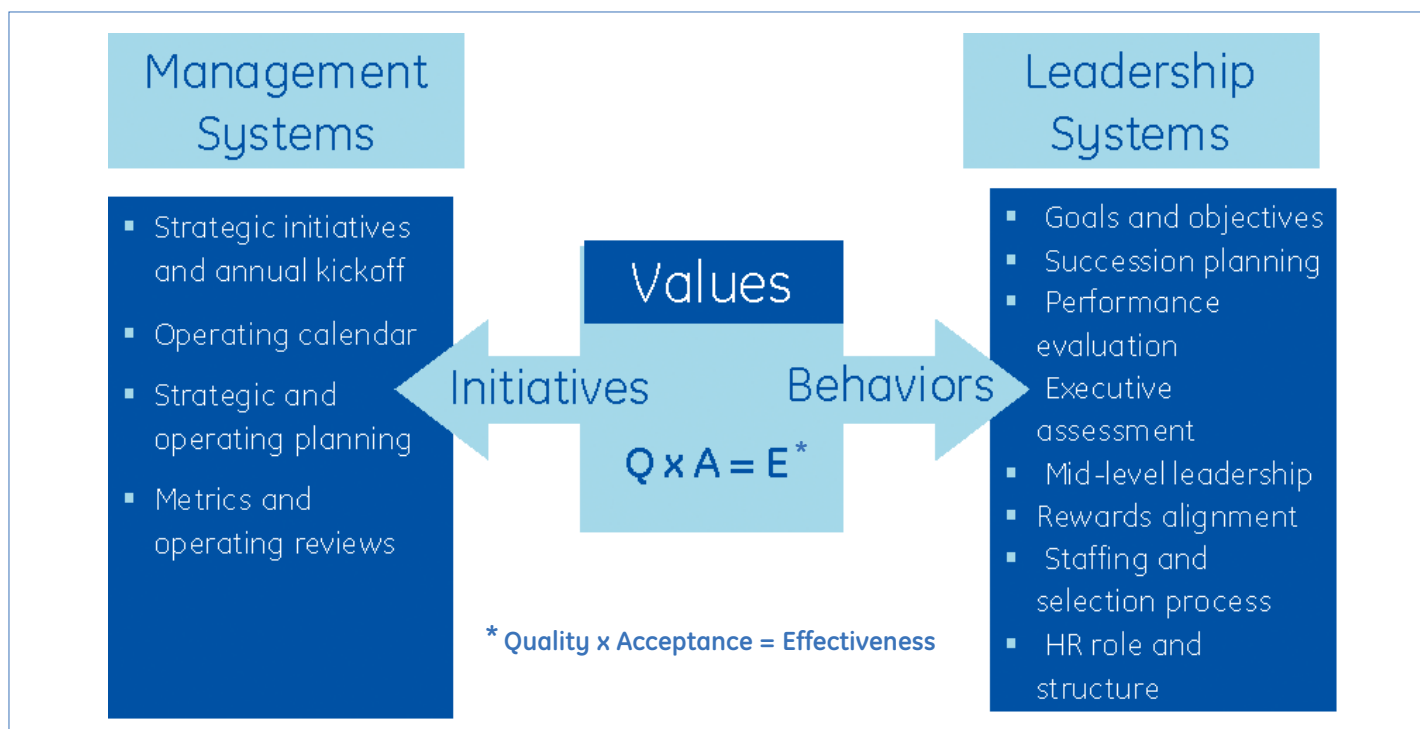 Management
Systems
▪ Strategic initiatives
and annual kickoff
▪ Operating calendar
▪ Strategic and
operating planning
▪ Metrics and
operating reviews
Values
Initiatives
Behaviors
Q x A = E*
* Quality x Acceptance = Effectiveness
Leadership
Systems
▪ Goals and objectives
▪ Succession planning
▪ Performance
evaluation
▪ Executive
assessment
▪ Mid-level leadership
▪ Rewards alignment
▪ Staffing and
selection process
▪ HR role and
structure